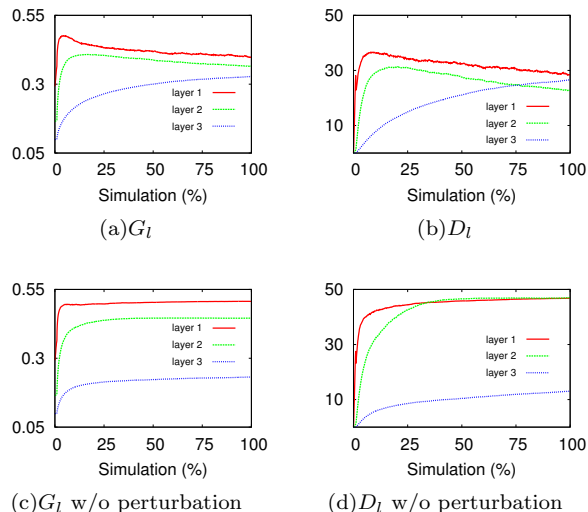 0.55
0.3
0.05
0 25 50 75 100
Simulation (%)
layer 1
layer 2
layer 3
(a)G_l
50
30
10
0 25 50 75 100
Simulation (%)
layer 1
layer 2
layer 3
(b)D_l
0.55
0.3
0.05
0 25 50 75 100
Simulation (%)
layer 1
layer 2
layer 3
(c)G_l w/o perturbation
50
30
10
0 25 50 75 100
Simulation (%)
layer 1
layer 2
layer 3
(d)D_l w/o perturbation